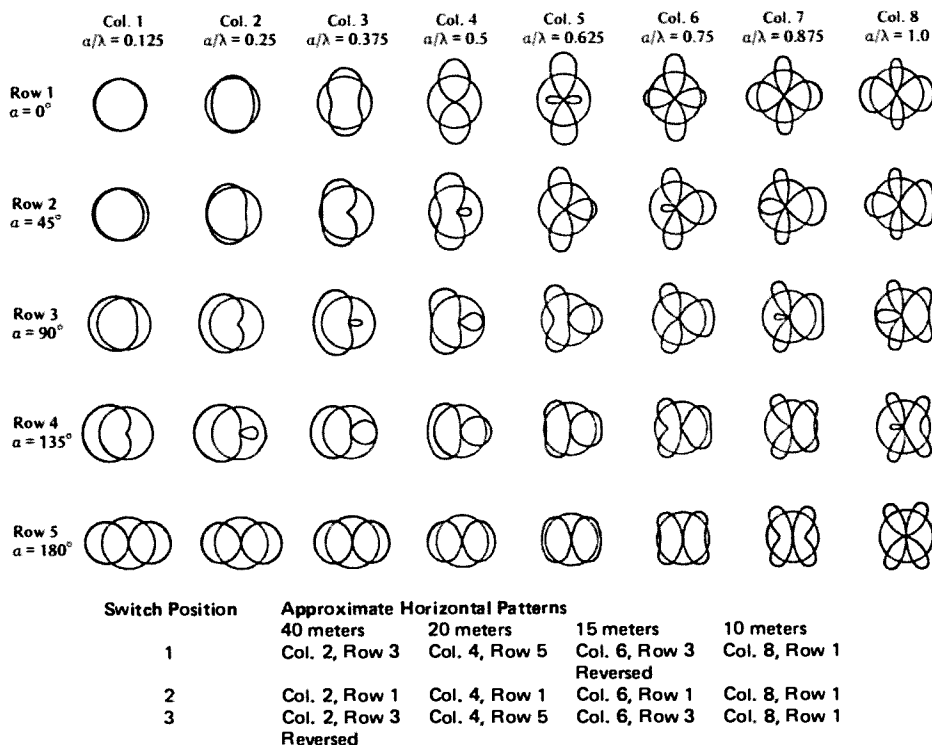 Col. 1 Col. 2 Col. 3 Col. 4 Col. 5 Col. 6 Col. 7 Col. 8
a/λ = 0.125 a/λ = 0.25 a/λ = 0.375 a/λ = 0.5 a/λ = 0.625 a/λ = 0.75 a/λ = 0.875 a/λ = 1.0
Row 1
α = 0°
Row 2
α = 45°
Row 3
α = 90°
Row 4
α = 135°
Row 5
α = 180°
Switch Position Approximate Horizontal Patterns
40 meters 20 meters 15 meters 10 meters
1 Col. 2, Row 3 Col. 4, Row 5 Col. 6, Row 3 Col. 8, Row 1
Reversed
2 Col. 2, Row 1 Col. 4, Row 1 Col. 6, Row 1 Col. 8, Row 1
3 Col. 2, Row 3 Col. 4, Row 5 Col. 6, Row 3 Col. 8, Row 1
Reversed